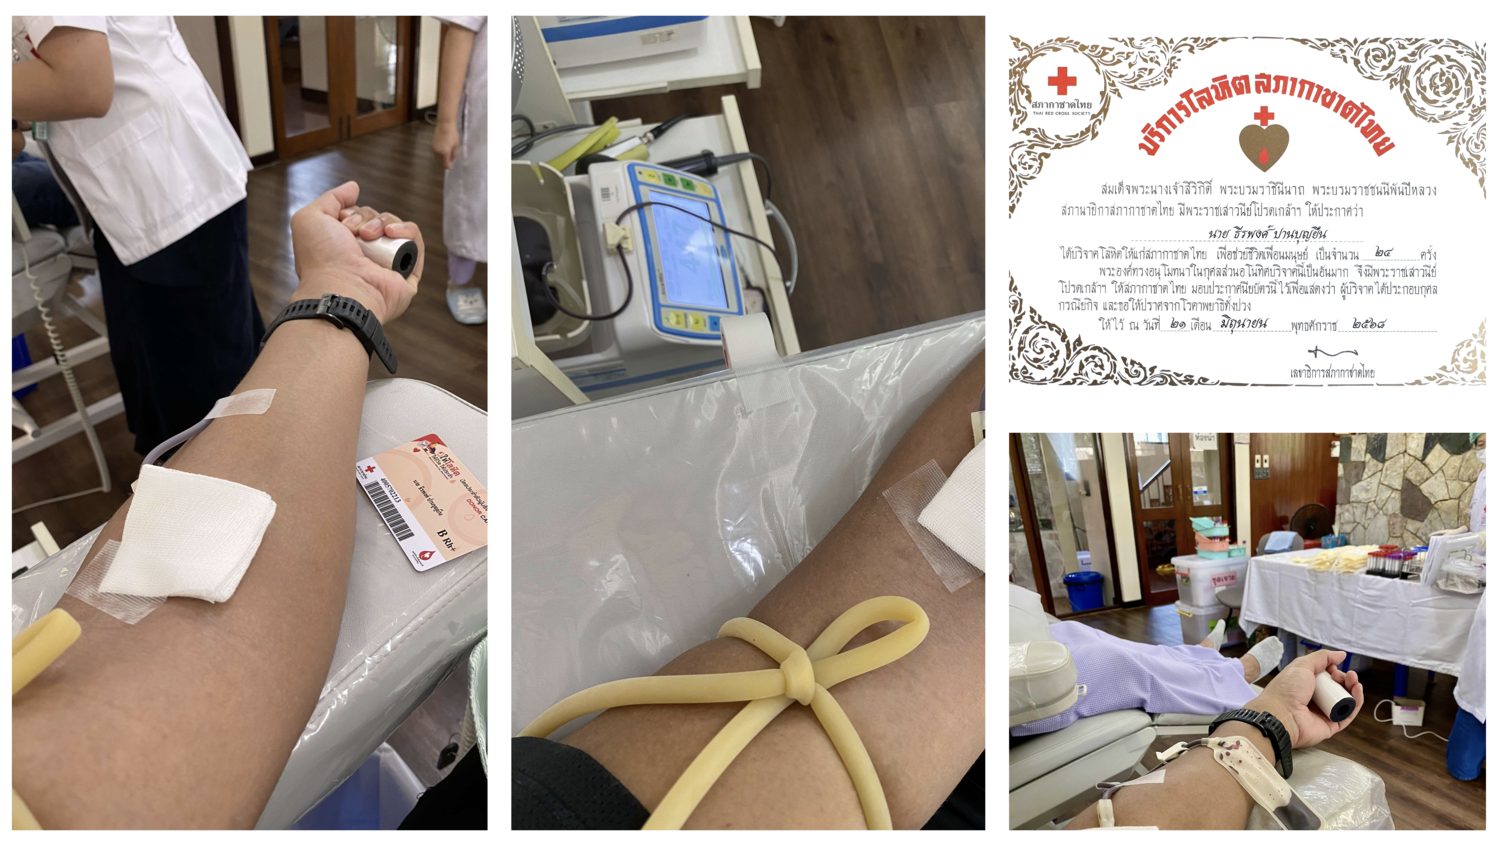 B Rh+
สภากาชาดไทย
THAI RED CROSS SOCIETY
บริการโลหิต สภากาชาดไทย
สมเด็จพระนางเจ้าสิริกิติ์ พระบรมราชินีนาถ พระบรมราชชนนีพันปีหลวง
สภานายิกาสภากาชาดไทย มีพระราชเสาวนีย์โปรดเกล้าฯ ให้ประกาศว่า
นาย ธีรพงศ์ ปานบุญยืน
ได้บริจาคโลหิตให้แก่สภากาชาดไทย เพื่อช่วยชีวิตเพื่อนมนุษย์ เป็นจำนวน ๒๔ ครั้ง
พระองค์ทรงอนุโมทนาในกุศลส่วนอโนทิศบริจาคนี้เป็นอันมาก จึงมีพระราชเสาวนีย์
โปรดเกล้าฯ ให้สภากาชาดไทย มอบประกาศนียบัตรนี้ไว้เพื่อแสดงว่า ผู้บริจาคได้ประกอบกุศล
กรณียกิจ และขอให้ปราศจากโรคาพยาธิทั้งปวง
ให้ไว้ ณ วันที่ ๒๑ เดือน มิถุนายน พุทธศักราช ๒๕๖๘
เลขาธิการสภากาชาดไทย
ชุดเจาะ